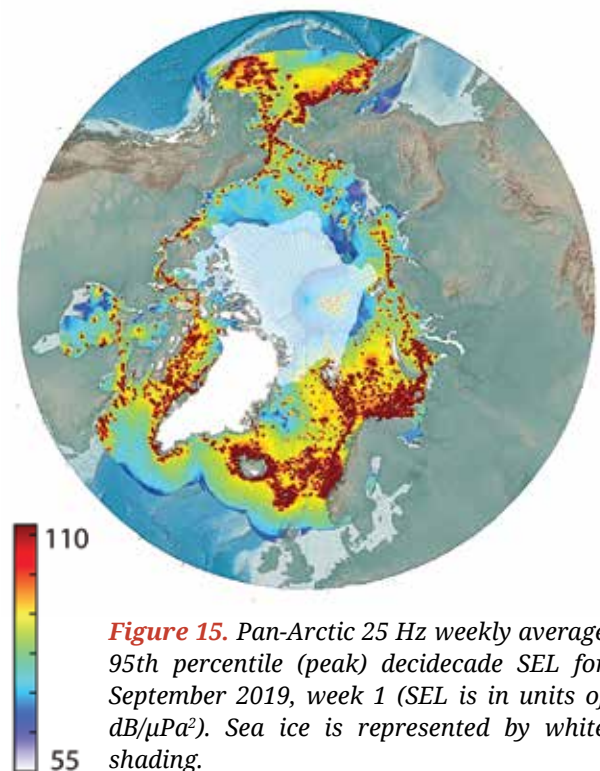 110
55
Figure 15. Pan-Arctic 25 Hz weekly average
95th percentile (peak) decidecade SEL for
September 2019, week 1 (SEL is in units of
dB/μPa²). Sea ice is represented by white
shading.